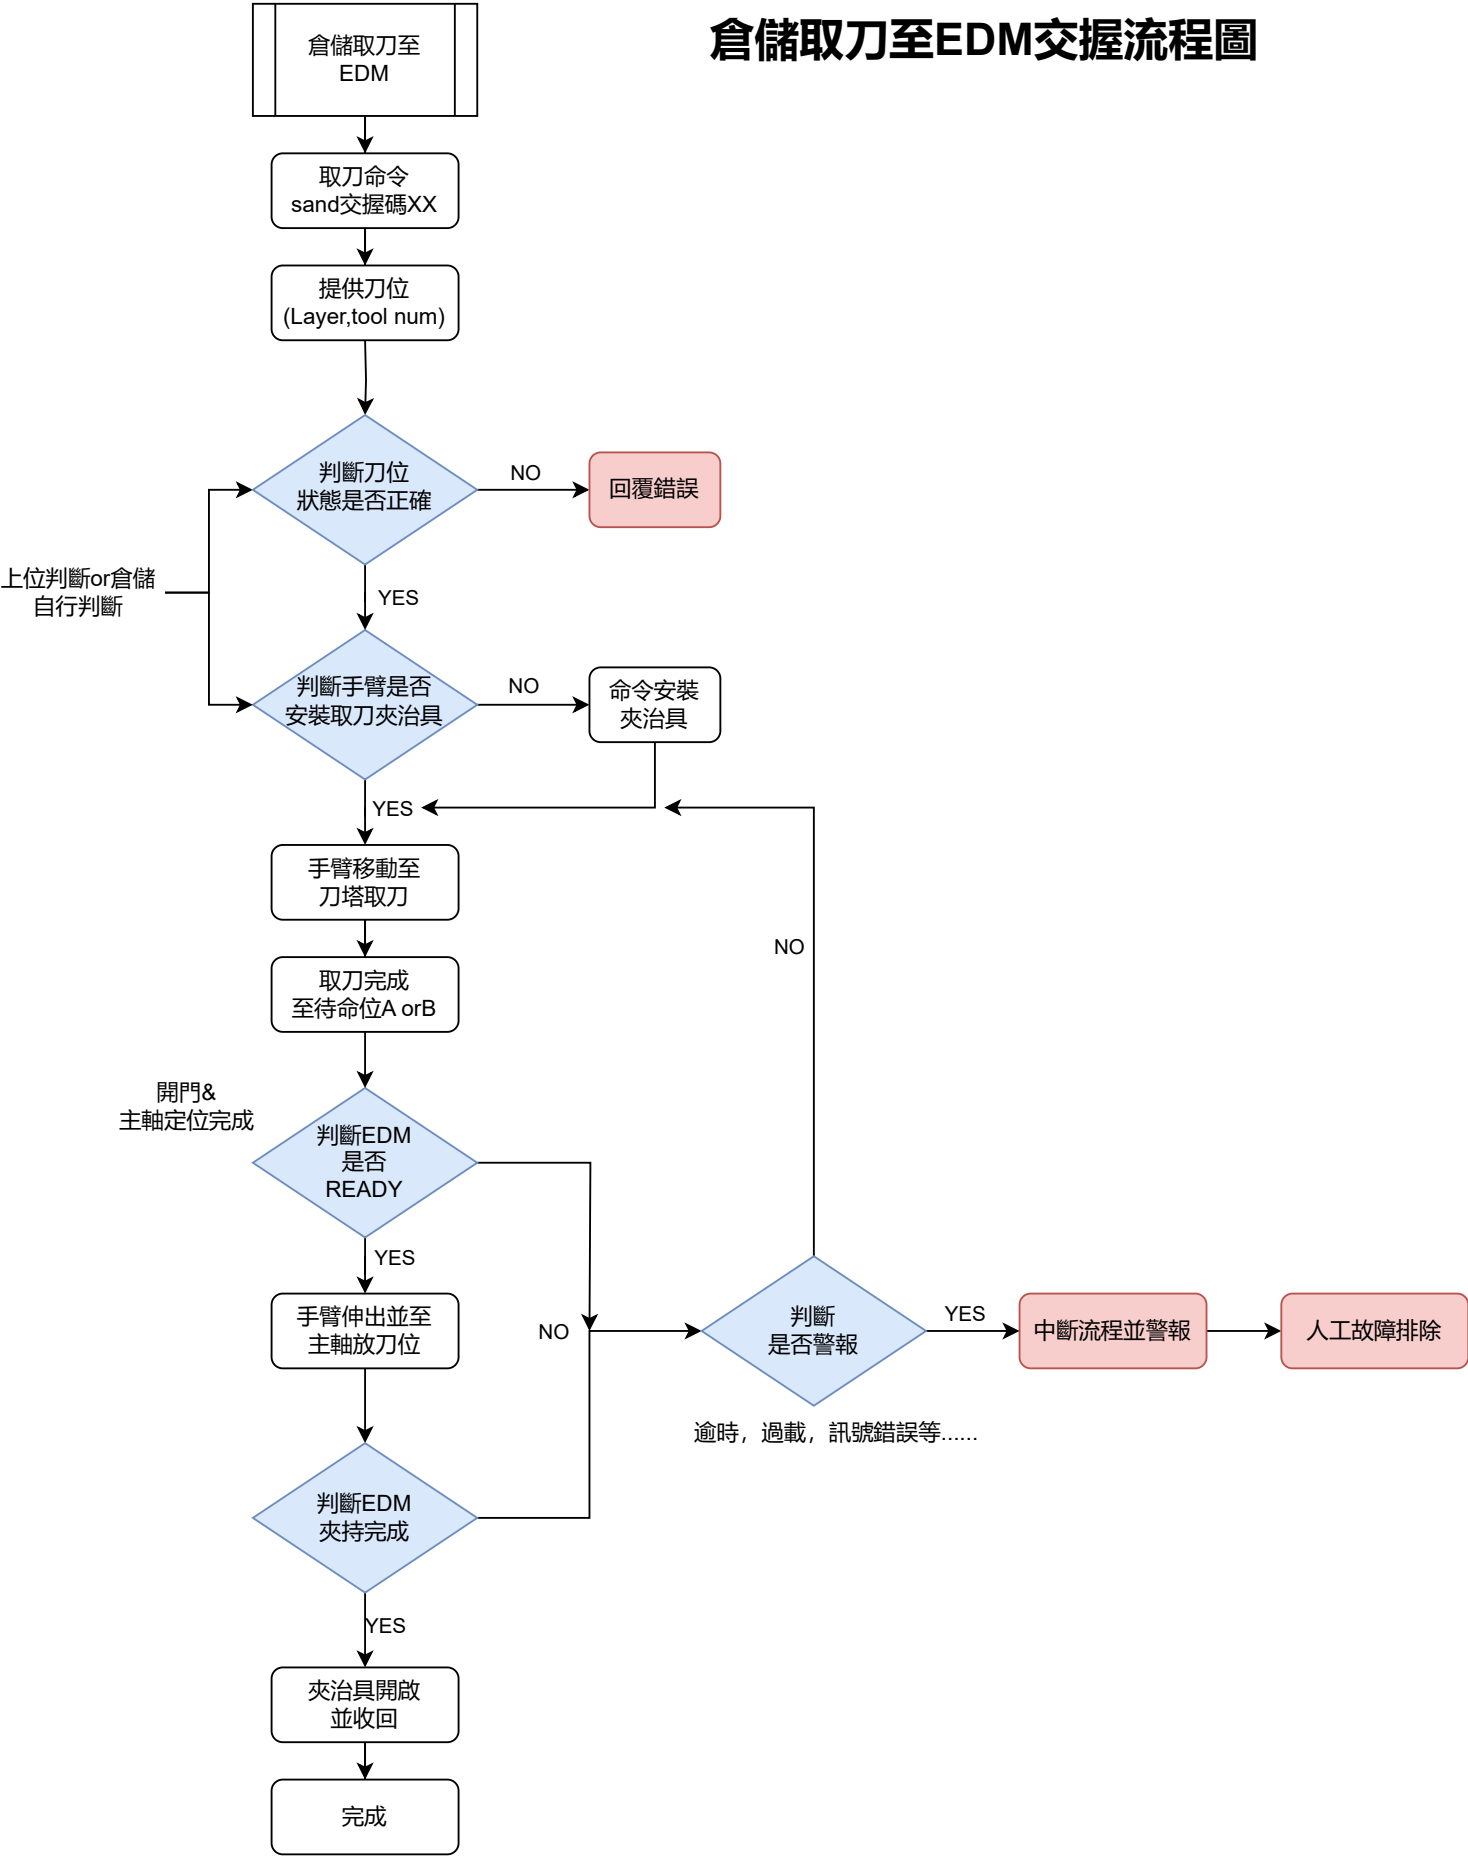 倉儲取刀至EDM交握流程圖
倉儲取刀至
EDM
取刀命令
sand交握碼XX
提供刀位
(Layer,tool num)
判斷刀位
狀態是否正確
NO
回覆錯誤
上位判斷or倉儲
自行判斷
YES
判斷手臂是否
安裝取刀夾治具
NO
命令安裝
夾治具
YES
手臂移動至
刀塔取刀
NO
取刀完成
至待命位A orB
開門&
主軸定位完成
判斷EDM
是否
READY
YES
手臂伸出並至
主軸放刀位
NO
判斷
是否警報
YES
中斷流程並警報
人工故障排除
逾時，過載，訊號錯誤等......
判斷EDM
夾持完成
YES
夾治具開啟
並收回
完成